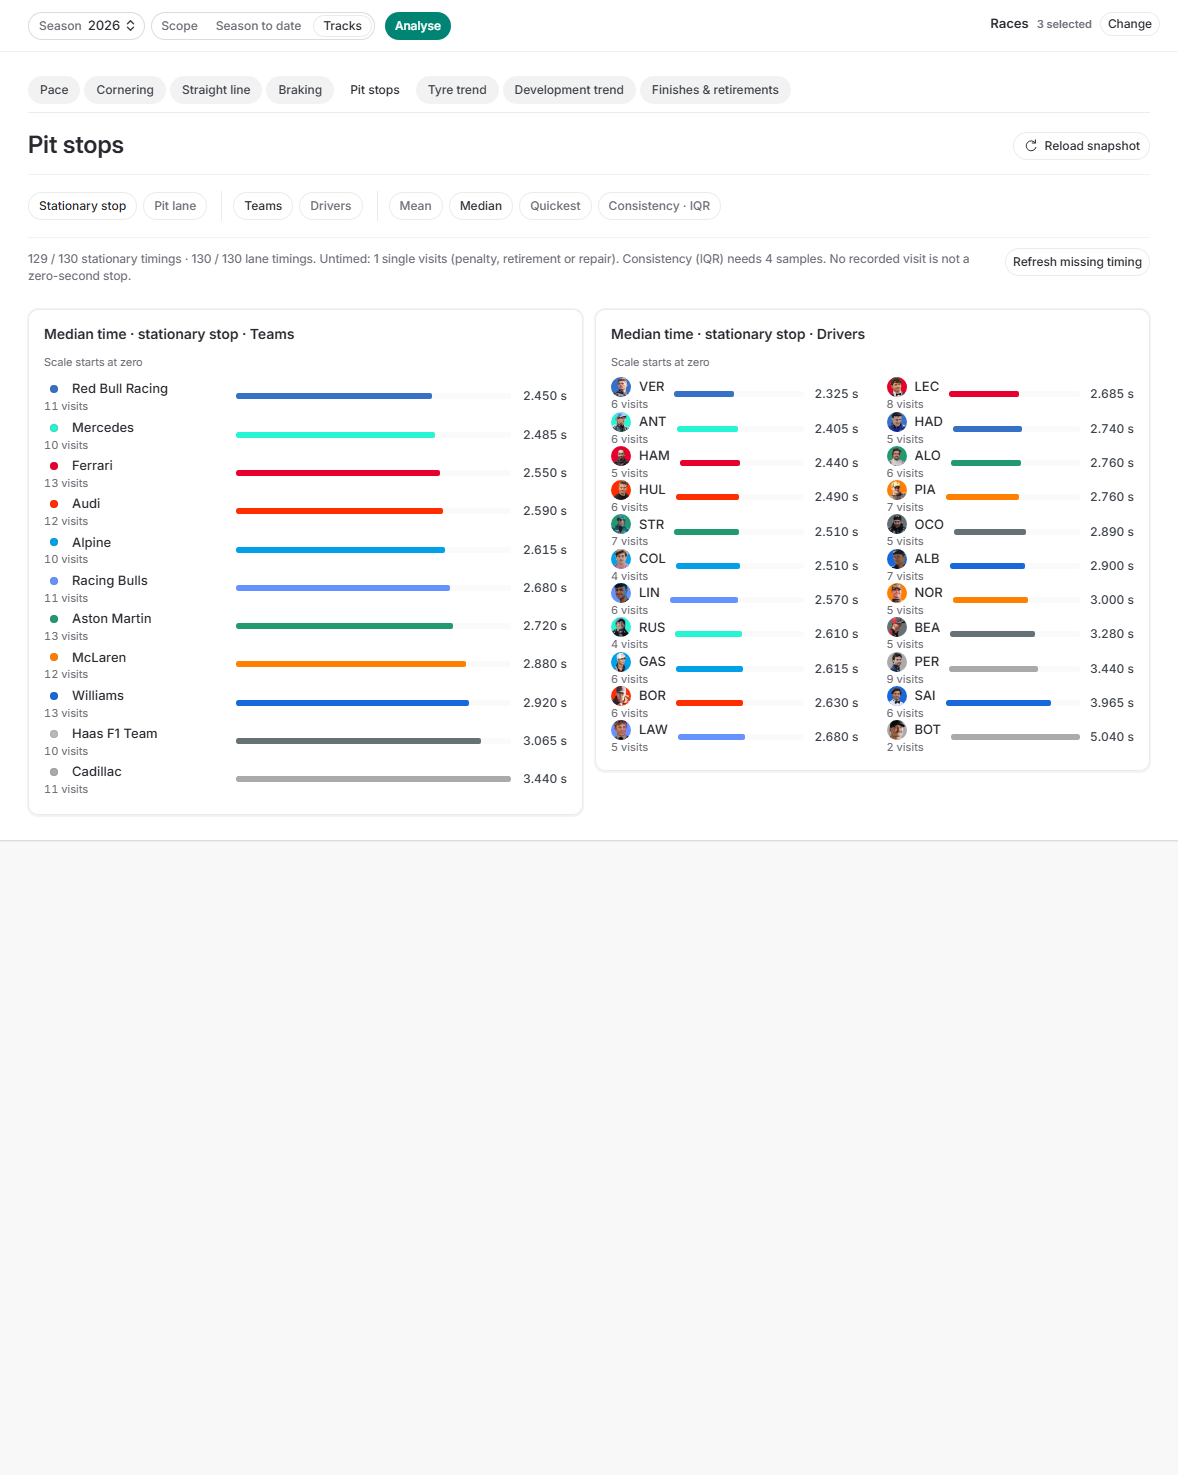 Season 2026
Scope Season to date Tracks
Analyse
Races 3 selected Change
Pace Cornering Straight line Braking Pit stops Tyre trend Development trend Finishes & retirements
Pit stops
Reload snapshot
Stationary stop Pit lane Teams Drivers Mean Median Quickest Consistency · IQR
129 / 130 stationary timings · 130 / 130 lane timings. Untimed: 1 single visits (penalty, retirement or repair). Consistency (IQR) needs 4 samples. No recorded visit is not a
zero-second stop.
Refresh missing timing
Median time · stationary stop · Teams
Scale starts at zero
Red Bull Racing 2.450 s
11 visits
Mercedes 2.485 s
10 visits
Ferrari 2.550 s
13 visits
Audi 2.590 s
12 visits
Alpine 2.615 s
10 visits
Racing Bulls 2.680 s
11 visits
Aston Martin 2.720 s
13 visits
McLaren 2.880 s
12 visits
Williams 2.920 s
13 visits
Haas F1 Team 3.065 s
10 visits
Cadillac 3.440 s
11 visits
Median time · stationary stop · Drivers
Scale starts at zero
VER 2.325 s
6 visits
ANT 2.405 s
6 visits
HAM 2.440 s
5 visits
HUL 2.490 s
6 visits
STR 2.510 s
7 visits
COL 2.510 s
4 visits
LIN 2.570 s
6 visits
RUS 2.610 s
4 visits
GAS 2.615 s
6 visits
BOR 2.630 s
6 visits
LAW 2.680 s
5 visits
LEC 2.685 s
8 visits
HAD 2.740 s
5 visits
ALO 2.760 s
6 visits
PIA 2.760 s
7 visits
OCO 2.890 s
5 visits
ALB 2.900 s
7 visits
NOR 3.000 s
5 visits
BEA 3.280 s
5 visits
PER 3.440 s
9 visits
SAI 3.965 s
6 visits
BOT 5.040 s
2 visits